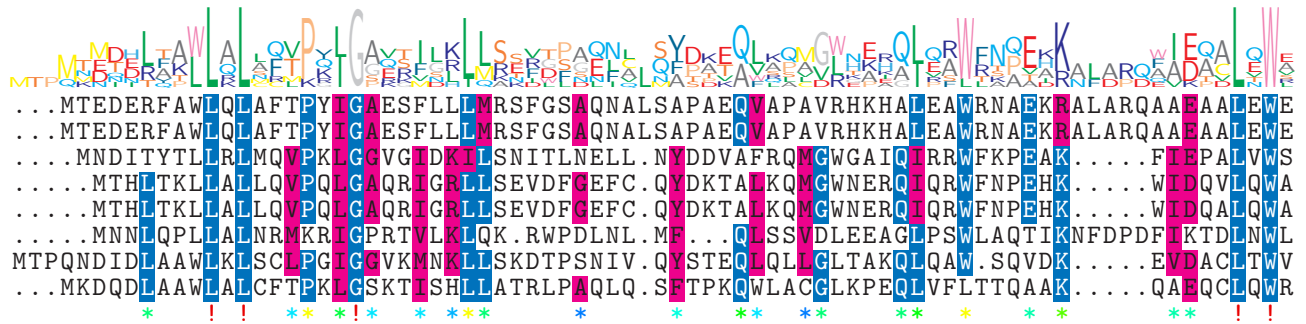 ...MTEDERFAWLQLAFTPYIGAESFLLLMRSFGSAQNALSAPAEQVAPAVRHKHALEAWRNAEKRALARQAAEAALEWE
...MTEDERFAWLQLAFTPYIGAESFLLLMRSFGSAQNALSAPAEQVAPAVRHKHALEAWRNAEKRALARQAAEAALEWE
....MNDITYTLLRLMQVPKLGGVGIDKILSNITLNELL.NYDDVAFRQMGWGAIQIRRWFKPEAK.....FIEPALVWS
.....MTHLTKLLALLQVPQLGAQRIGRLLSEVDFGEFC.QYDKTALKQMGWNERQIQRWFNPEHK.....WIDQVLQWA
.....MTHLTKLLALLQVPQLGAQRIGRLLSEVDFGEFC.QYDKTALKQMGWNERQIQRWFNPEHK.....WIDQALQWA
.....MNNLQPLLALNRMKRIGPRTVLKLQK.RWPDLNL.MF...QLSSVDLEEAGLPSWLAQTIKNFDPDFIKTDLNWL
MTPQNDIDLAAWLKLSCLPGIGGVKMNKLLSKDTPSNIV.QYSTEQLQLLGLTAKQLQAW.SQVDK.....EVDACLTWV
...MKDQDLAAWLALCFTPKLGSKTISHLLATRLPAQLQ.SFTPKQWLACGLKPEQLVFLTTQAAK.....QAEQCLQWR
* ! ! * * * ! * * * * * * * * * * * * * * * * * * ! !